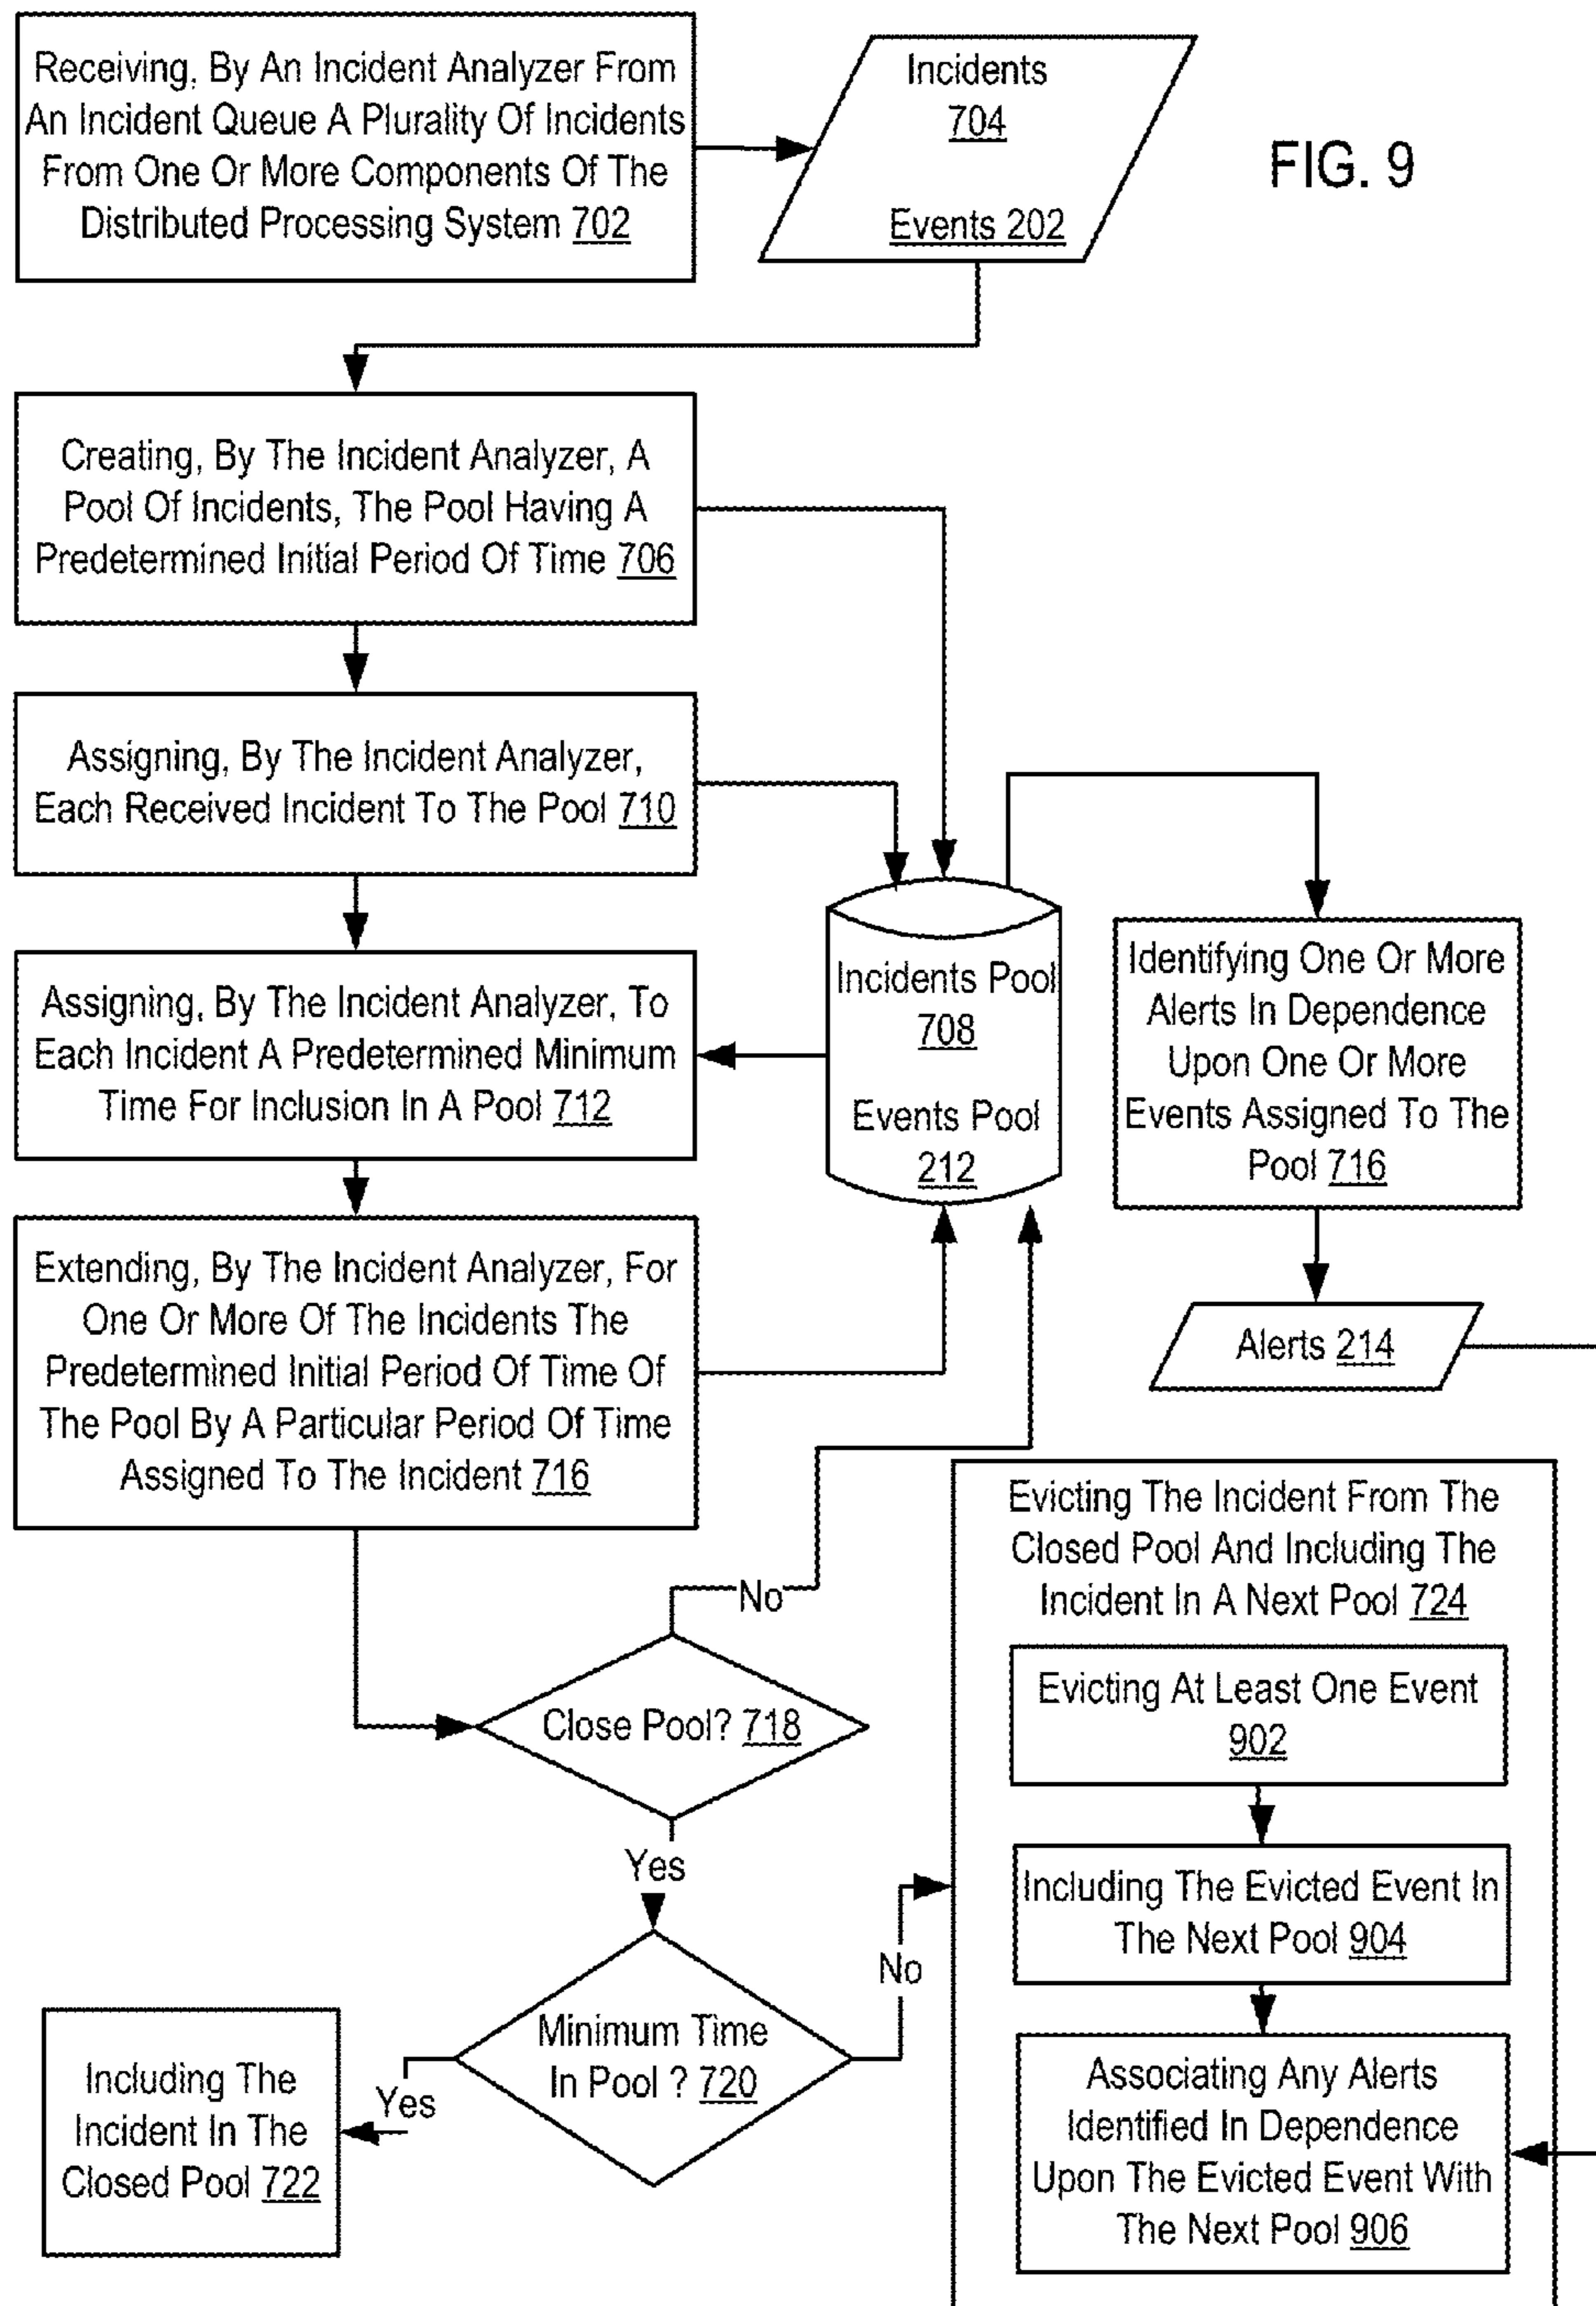 Receiving, By An Incident Analyzer From
An Incident Queue A Plurality Of Incidents
From One Or More Components Of The
Distributed Processing System 702
Incidents
704
Events 202
FIG. 9
Creating, By The Incident Analyzer, A
Pool Of Incidents, The Pool Having A
Predetermined Initial Period Of Time 706
Assigning, By The Incident Analyzer,
Each Received Incident To The Pool 710
Assigning, By The Incident Analyzer, To
Each Incident A Predetermined Minimum
Time For Inclusion In A Pool 712
Incidents Pool
708
Events Pool
212
Identifying One Or More
Alerts In Dependence
Upon One Or More
Events Assigned To The
Pool 716
Alerts 214
Extending, By The Incident Analyzer, For
One Or More Of The Incidents The
Predetermined Initial Period Of Time Of
The Pool By A Particular Period Of Time
Assigned To The Incident 716
No
Close Pool? 718
Yes
Minimum Time
In Pool ? 720
Yes
No
Including The
Incident In The
Closed Pool 722
Evicting The Incident From The
Closed Pool And Including The
Incident In A Next Pool 724
Evicting At Least One Event
902
Including The Evicted Event In
The Next Pool 904
Associating Any Alerts
Identified In Dependence
Upon The Evicted Event With
The Next Pool 906